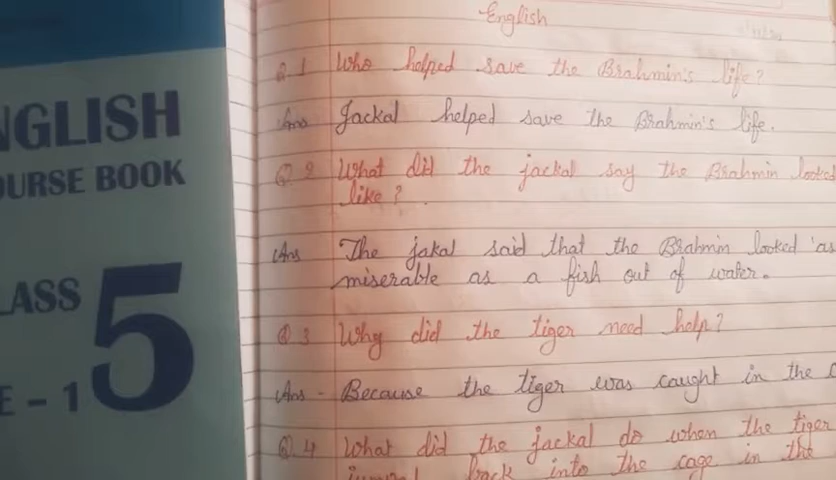 NGLISH
OURSE BOOK
LASS 5
E - 1
English
Q 1 Who helped save the Brahmin's life?
Ans Jackal helped save the Brahmin's life.
Q 2 What did the jackal say the Brahmin looked
like?
Ans The jakal said that the Brahmin looked 'as
miserable as a fish out of water.
Q 3 Why did the tiger need help?
Ans - Because the tiger was caught in the
Q.4 What did the jackal do when the tiger
back into the cage in the